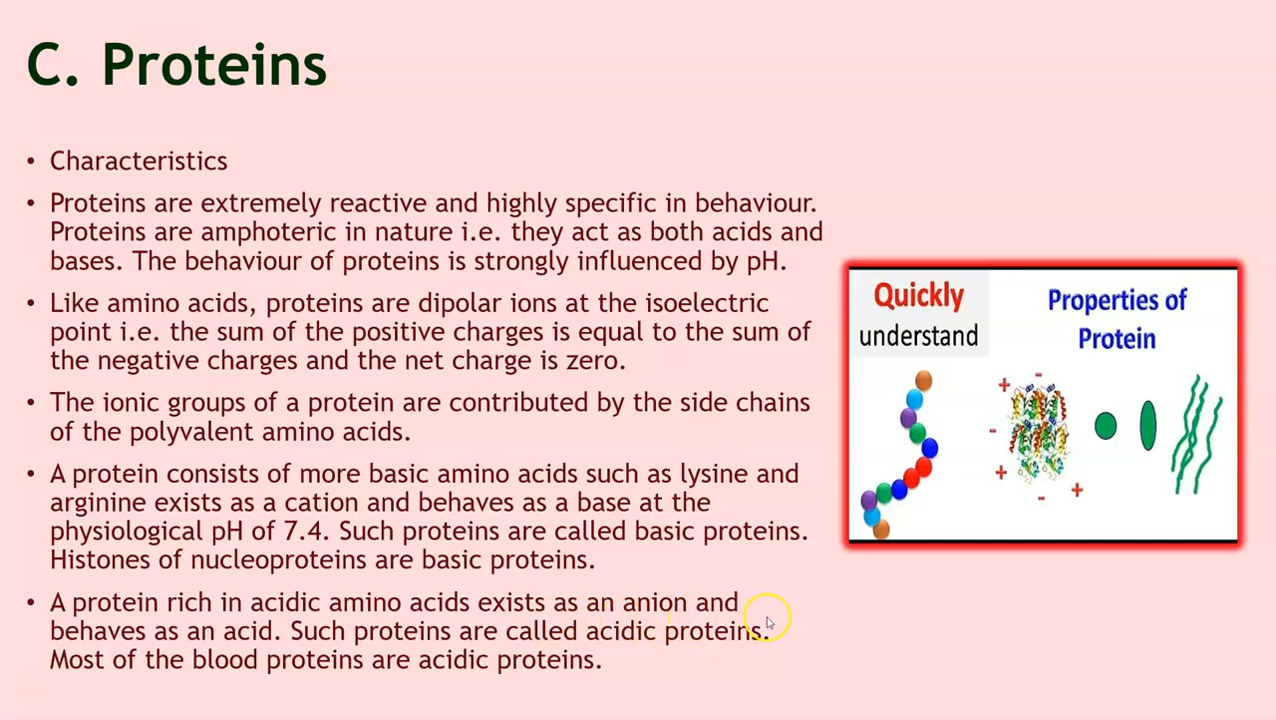 C. Proteins
• Characteristics
• Proteins are extremely reactive and highly specific in behaviour.
Proteins are amphoteric in nature i.e. they act as both acids and
bases. The behaviour of proteins is strongly influenced by pH.
• Like amino acids, proteins are dipolar ions at the isoelectric
point i.e. the sum of the positive charges is equal to the sum of
the negative charges and the net charge is zero.
• The ionic groups of a protein are contributed by the side chains
of the polyvalent amino acids.
• A protein consists of more basic amino acids such as lysine and
arginine exists as a cation and behaves as a base at the
physiological pH of 7.4. Such proteins are called basic proteins.
Histones of nucleoproteins are basic proteins.
• A protein rich in acidic amino acids exists as an anion and
behaves as an acid. Such proteins are called acidic proteins.
Most of the blood proteins are acidic proteins.
Quickly
understand
Properties of
Protein
+ -
-
+
- +